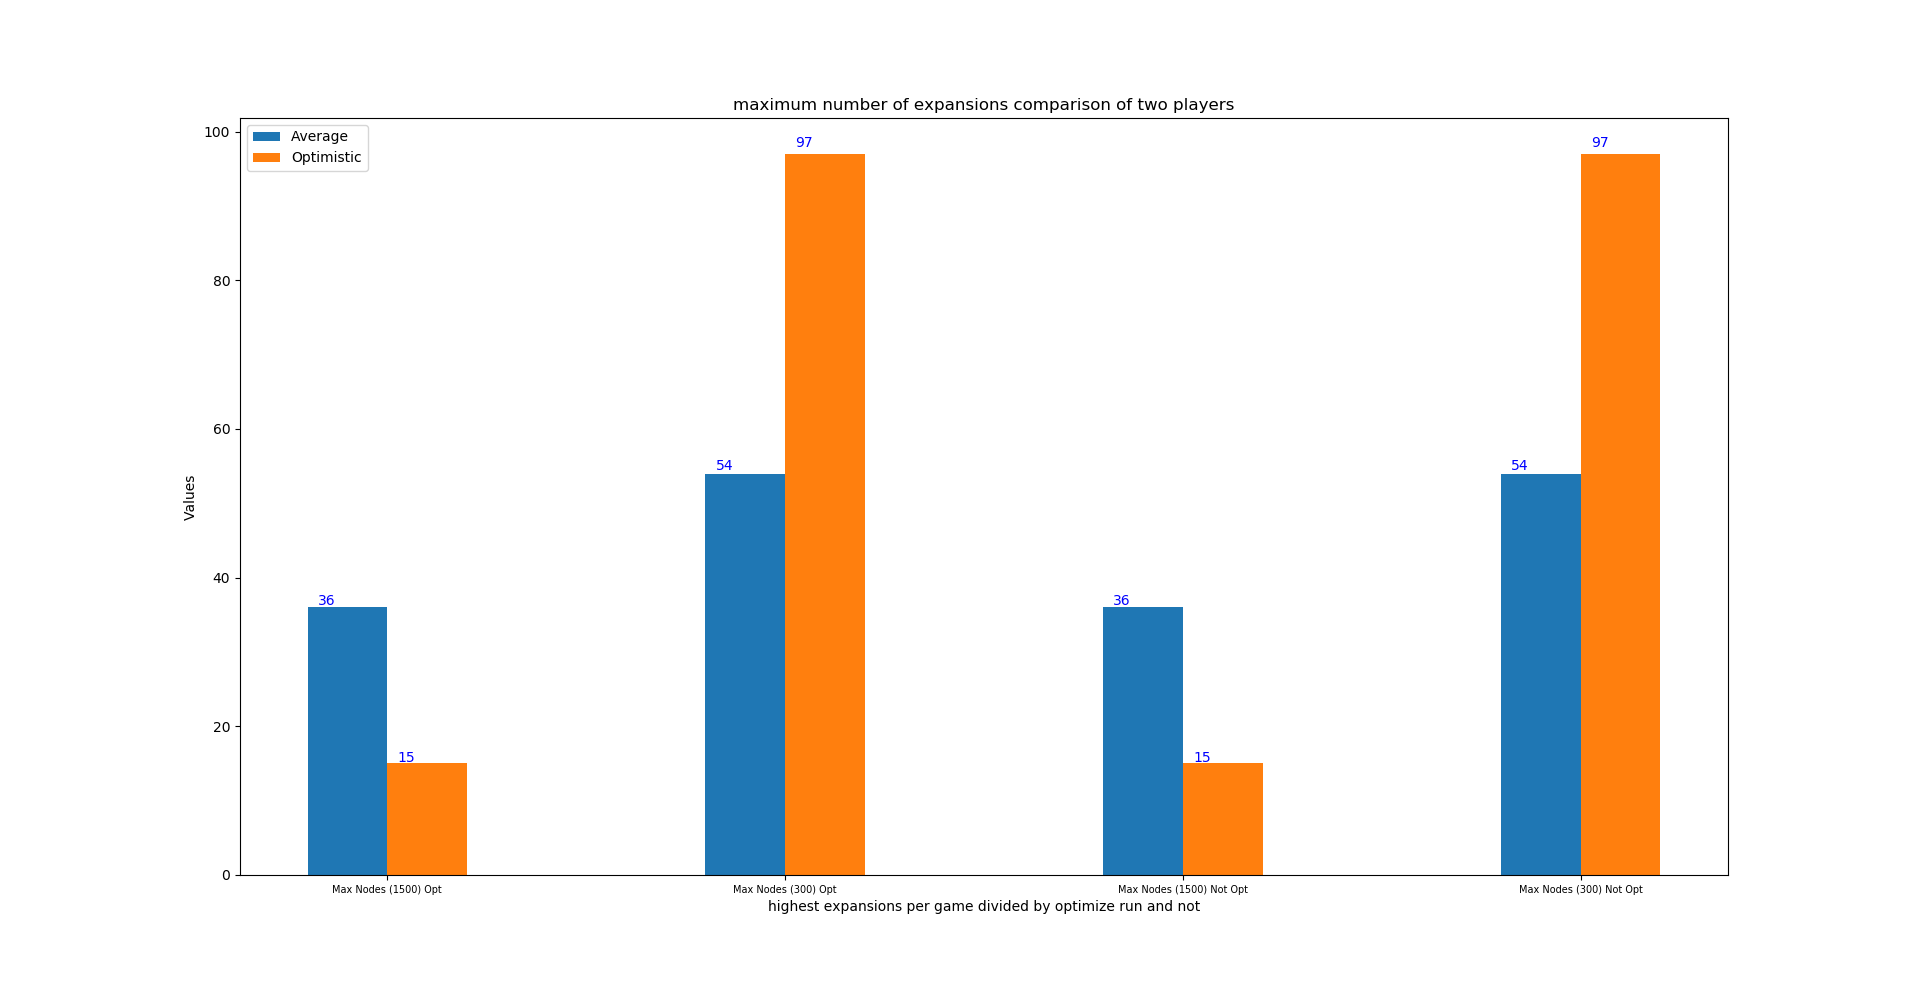 maximum number of expansions comparison of two players
Average
Optimistic
100
80
60
40
20
0
Values
36
15
54
97
36
15
54
97
Max Nodes (1500) Opt
Max Nodes (300) Opt
Max Nodes (1500) Not Opt
Max Nodes (300) Not Opt
highest expansions per game divided by optimize run and not